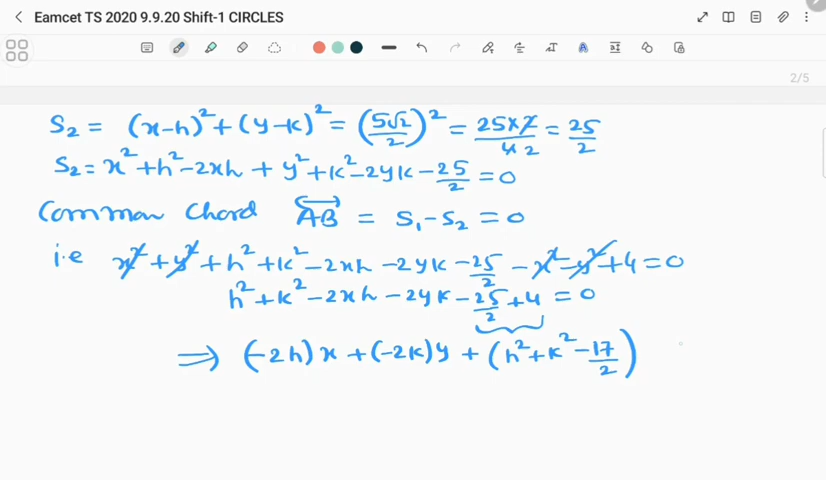 Eamcet TS 2020 9.9.20 Shift-1 CIRCLES
2/5
S₂ = (x-h)² + (y-k)² = (5√2/2)² = 25×2/4 2 = 25/2
S₂ = x² + h² - 2xh + y² + k² - 2yk - 25/2 = 0
Common Chord AB = S₁ - S₂ = 0
i.e x² + y² + h² + k² - 2xh - 2yk - 25/2 - x² - y² + 4 = 0
h² + k² - 2xh - 2yk - 25/2 + 4 = 0
⟹ (-2h)x + (-2k)y + (h² + k² - 17/2)